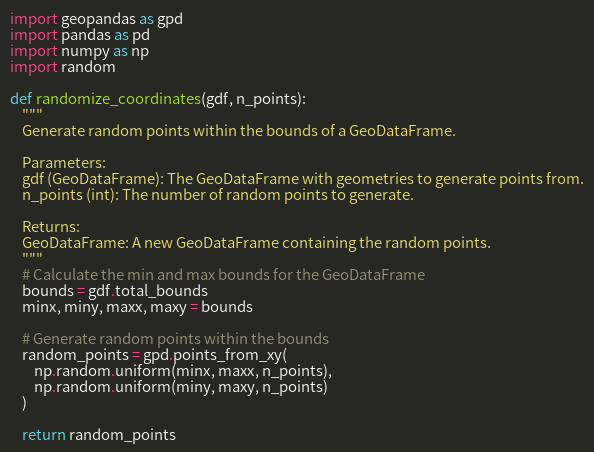 import geopandas as gpd
import pandas as pd
import numpy as np
import random

def randomize_coordinates(gdf, n_points):
    """
    Generate random points within the bounds of a GeoDataFrame.

    Parameters:
    gdf (GeoDataFrame): The GeoDataFrame with geometries to generate points from.
    n_points (int): The number of random points to generate.

    Returns:
    GeoDataFrame: A new GeoDataFrame containing the random points.
    """
    # Calculate the min and max bounds for the GeoDataFrame
    bounds = gdf.total_bounds
    minx, miny, maxx, maxy = bounds

    # Generate random points within the bounds
    random_points = gpd.points_from_xy(
        np.random.uniform(minx, maxx, n_points),
        np.random.uniform(miny, maxy, n_points)
    )

    return random_points